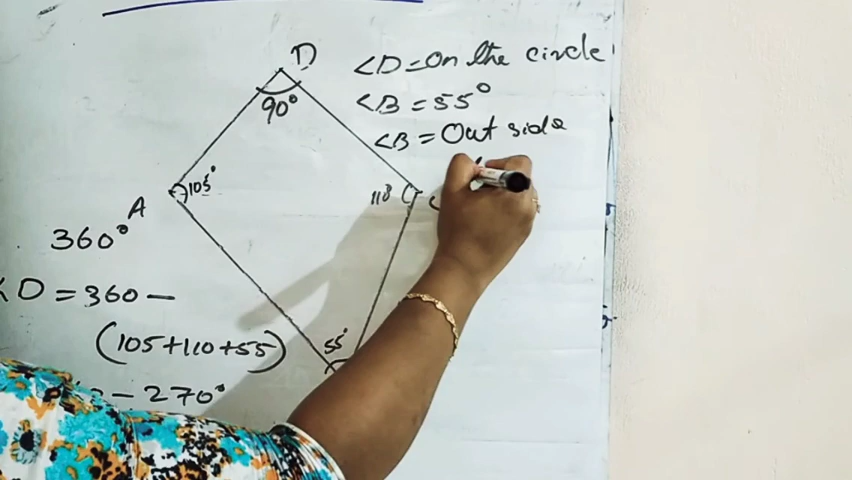 D
∠D=On the circle
90°
∠B = 55°
∠B = Out side
105°
110
A
360°
∠D = 360 —
(105+110+55)
55°
- 270°